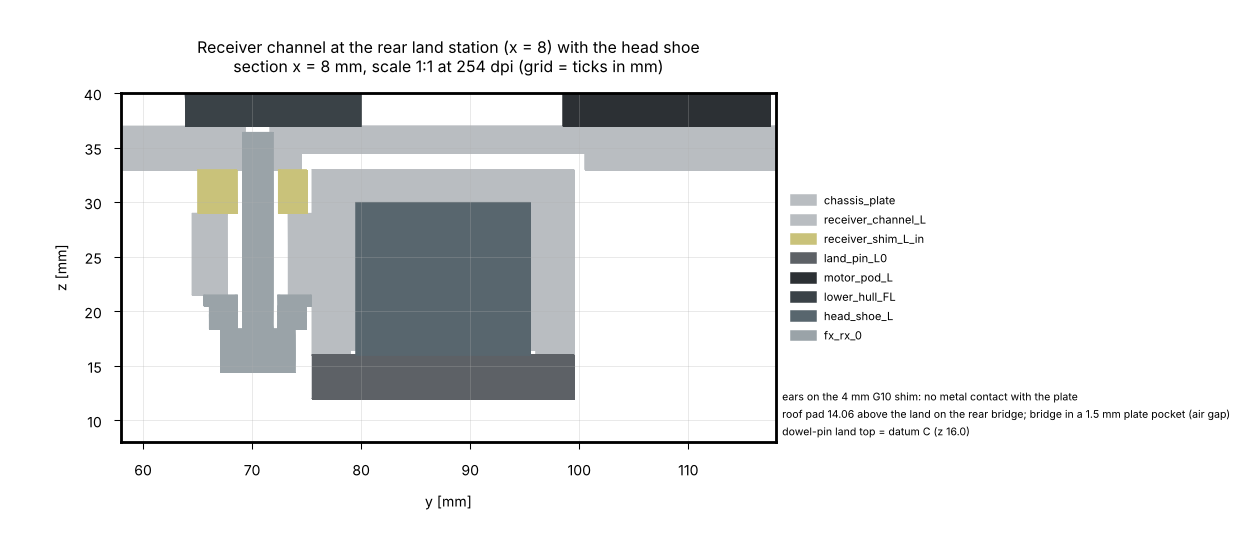 Receiver channel at the rear land station (x = 8) with the head shoe
section x = 8 mm, scale 1:1 at 254 dpi (grid = ticks in mm)
40
35
30
25
20
15
10
z [mm]
60
70
80
90
100
110
y [mm]
chassis_plate
receiver_channel_L
receiver_shim_L_in
land_pin_L0
motor_pod_L
lower_hull_FL
head_shoe_L
fx_rx_0
ears on the 4 mm G10 shim: no metal contact with the plate
roof pad 14.06 above the land on the rear bridge; bridge in a 1.5 mm plate pocket (air gap)
dowel-pin land top = datum C (z 16.0)